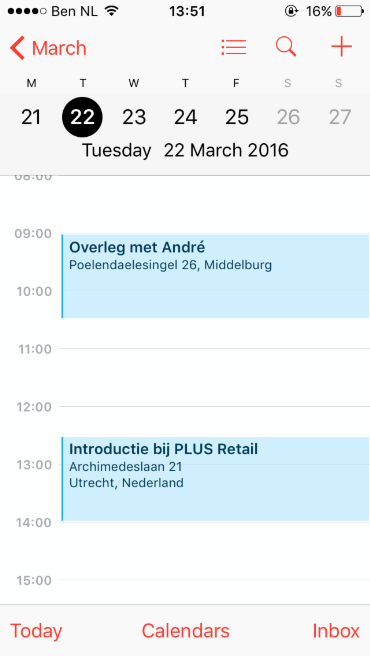 Ben NL 13:51 16%
March
M T W T F S S
21 22 23 24 25 26 27
Tuesday 22 March 2016
08:00
09:00
Overleg met André
Poelendaelesingel 26, Middelburg
10:00
11:00
12:00
Introductie bij PLUS Retail
13:00 Archimedeslaan 21
Utrecht, Nederland
14:00
15:00
Today Calendars Inbox